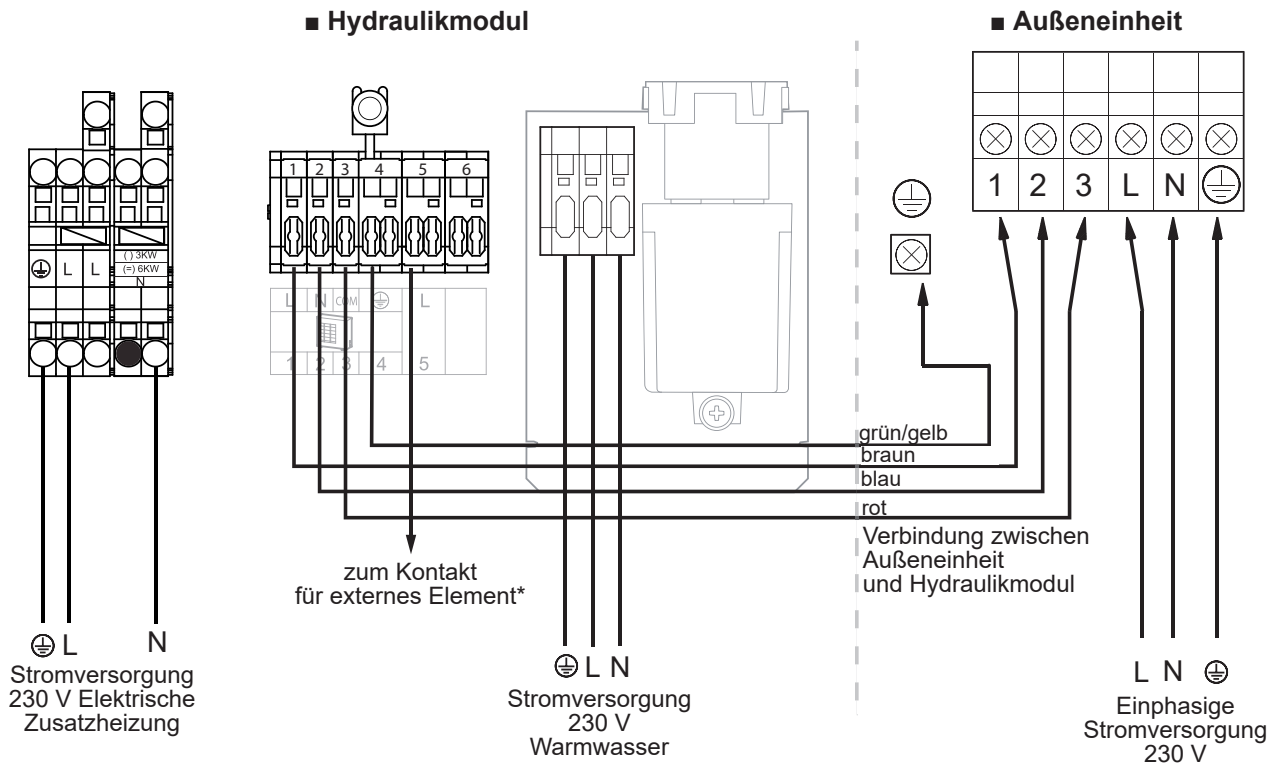 ■ Hydraulikmodul
■ Außeneinheit
1 2 3 4 5 6
1 2 3 L N
L L
( ) 3KW
(=) 6KW
N
L N COM L
1 2 3 4 5
grün/gelb
braun
blau
rot
Verbindung zwischen
Außeneinheit
und Hydraulikmodul
zum Kontakt
für externes Element*
L N
Stromversorgung
230 V Elektrische
Zusatzheizung
L N
Stromversorgung
230 V
Warmwasser
L N
Einphasige
Stromversorgung
230 V